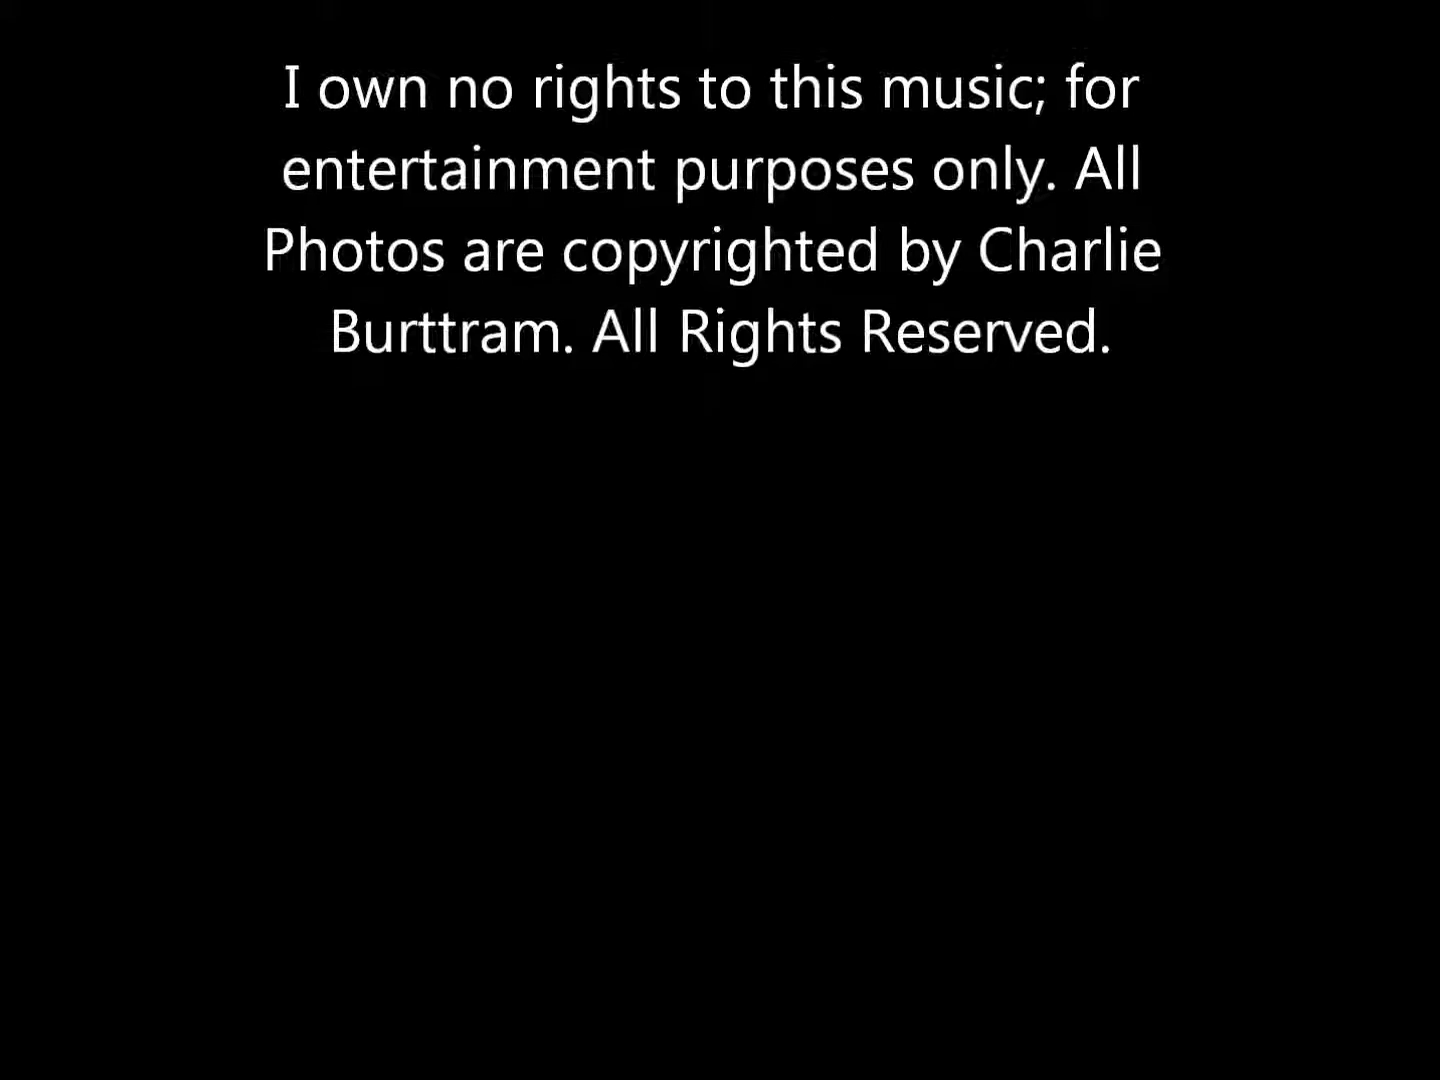 I own no rights to this music; for
entertainment purposes only. All
Photos are copyrighted by Charlie
Burttram. All Rights Reserved.